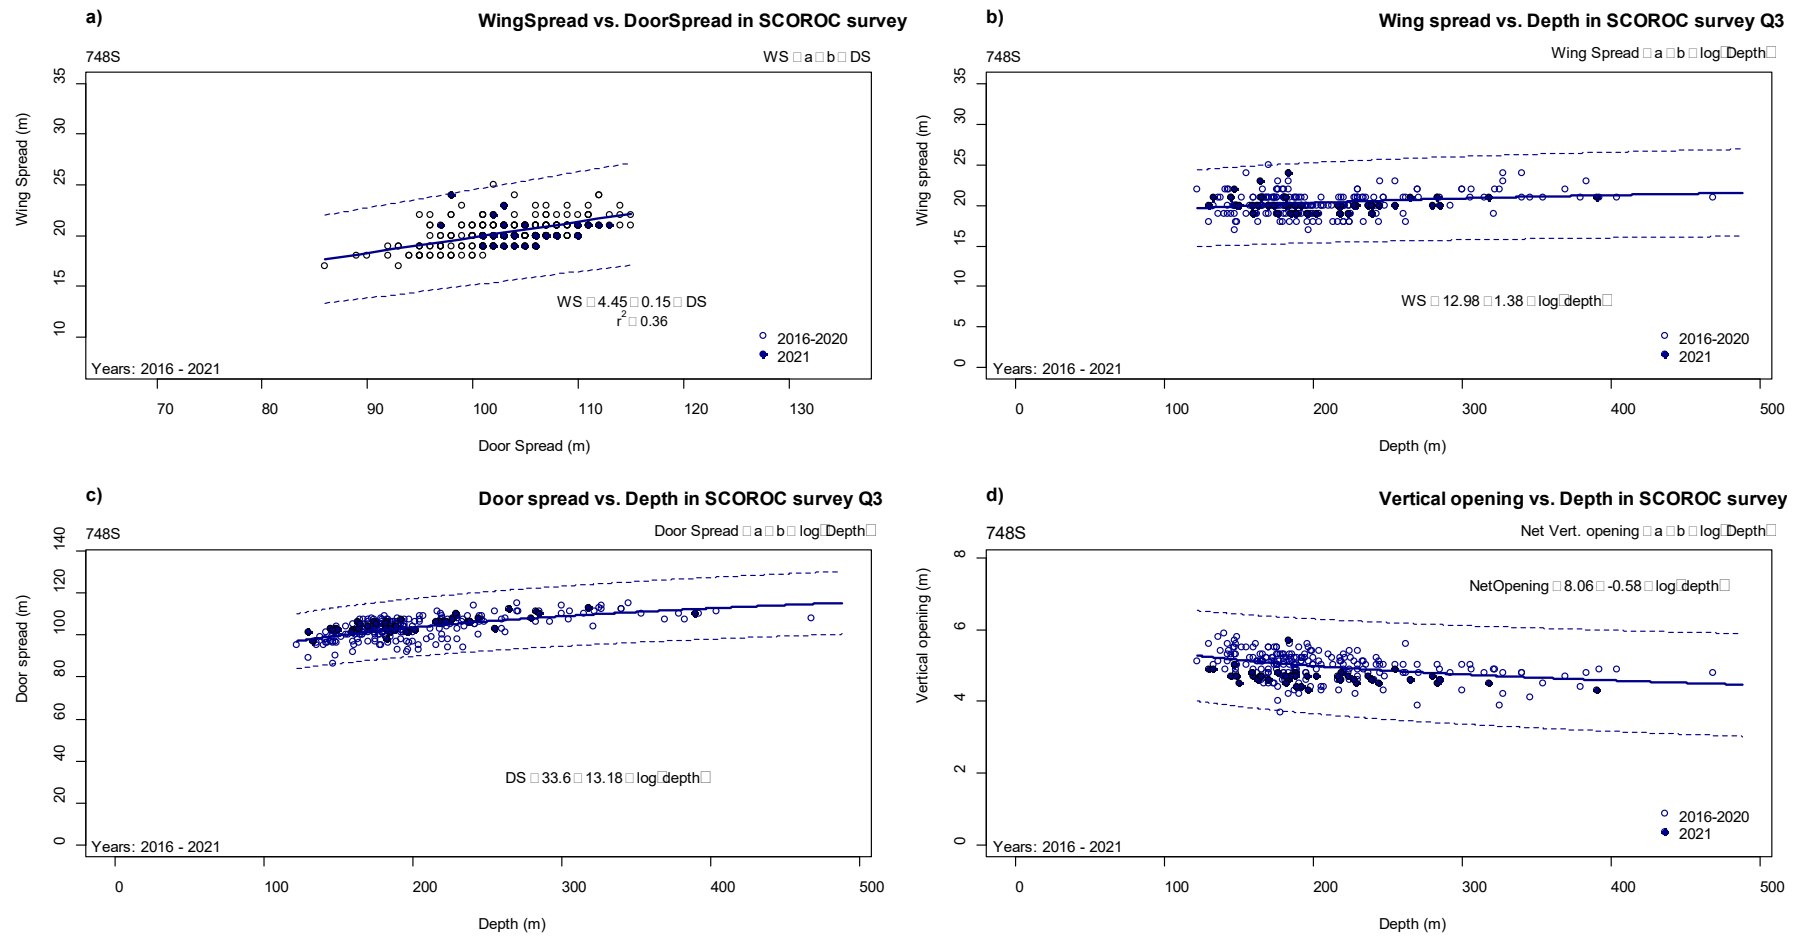 a)
WingSpread vs. DoorSpread in SCOROC survey
748S
WS □ a □ b □ DS
Wing Spread (m)
35
30
25
20
15
10
WS □ 4.45 □ 0.15 □ DS
r2 □ 0.36
2016-2020
2021
Years: 2016 - 2021
70 80 90 100 110 120 130
Door Spread (m)
b)
Wing spread vs. Depth in SCOROC survey Q3
748S
Wing Spread □ a □ b □ log□Depth□
Wing spread (m)
35
30
25
20
15
10
5
0
WS □ 12.98 □ 1.38 □ log□depth□
2016-2020
2021
Years: 2016 - 2021
0 100 200 300 400 500
Depth (m)
c)
Door spread vs. Depth in SCOROC survey Q3
748S
Door Spread □ a □ b □ log□Depth□
Door spread (m)
140
120
100
80
60
40
20
0
DS □ 33.6 □ 13.18 □ log□depth□
Years: 2016 - 2021
0 100 200 300 400 500
Depth (m)
d)
Vertical opening vs. Depth in SCOROC survey
748S
Net Vert. opening □ a □ b □ log□Depth□
Vertical opening (m)
8
6
4
2
0
NetOpening □ 8.06 □ -0.58 □ log□depth□
2016-2020
2021
Years: 2016 - 2021
0 100 200 300 400 500
Depth (m)